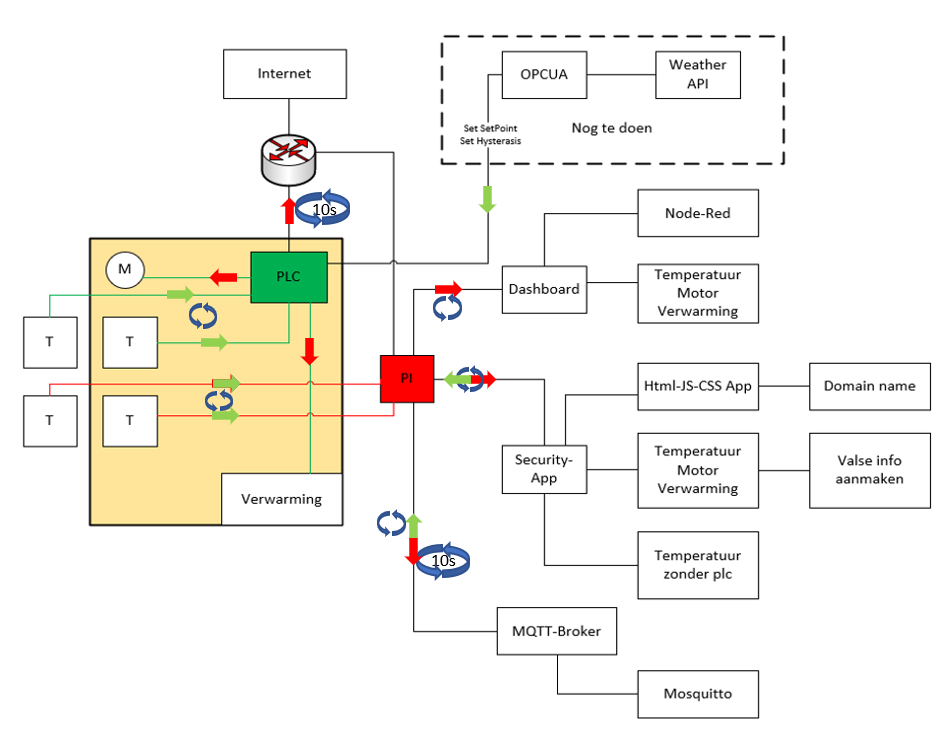 Internet
OPCUA
Weather
API
Set SetPoint
Set Hysterasis
Nog te doen
10s
Node-Red
M
PLC
Dashboard
Temperatuur
Motor
Verwarming
T
T
PI
Html-JS-CSS App
Domain name
T
T
Security-
App
Temperatuur
Motor
Verwarming
Valse info
aanmaken
Verwarming
10s
Temperatuur
zonder plc
MQTT-Broker
Mosquitto